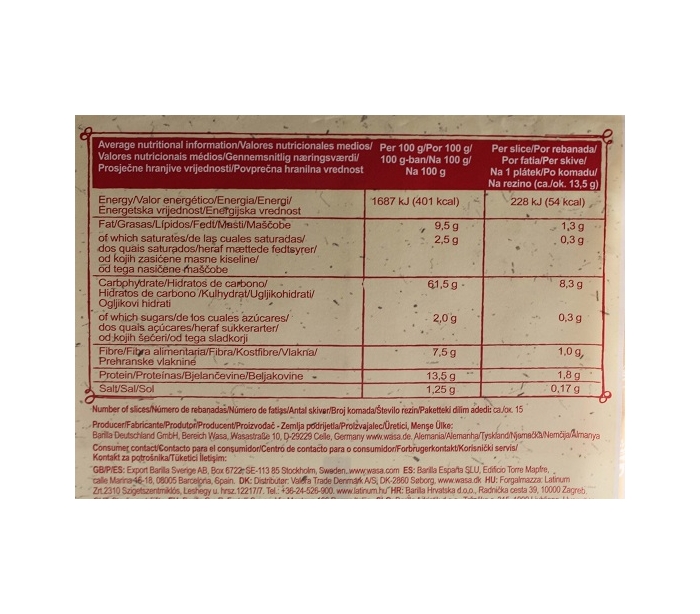 Average nutritional information/Valores nutricionales medios/
Valores nutricionais médios/Gennemsnitlig næringsværdi/
Prosječne hranjive vrijednosti/Povprečna hranilna vrednost
Per 100 g/Por 100 g/
100 g-ban/Na 100 g/
Na 100 g
Per slice/Por rebanada/
Por fatia/Per skive/
Na 1 plátek/Po komadu/
Na rezino (ca./ok. 13,5 g)
Energy/Valor energético/Energia/Energi/
Energetska vrijednost/Energijska vrednost
1687 kJ (401 kcal)
228 kJ (54 kcal)
Fat/Grasas/Lípidos/Fedt/Masti/Maščobe
9,5 g
1,3 g
of which saturates/de las cuales saturadas/
dos quais saturados/heraf mættede fedtsyrer/
od kojih zasićene masne kiseline/
od tega nasičene maščobe
2,5 g
0,3 g
Carbohydrate/Hidratos de carbono/
Hidratos de carbono /Kulhydrat/Ugljikohidrati/
Ogljikovi hidrati
61,5 g
8,3 g
of which sugars/de los cuales azúcares/
dos quais açúcares/heraf sukkerarter/
od kojih šećeri/od tega sladkorji
2,0 g
0,3 g
Fibre/Fibra alimentaria/Fibra/Kostfibre/Vlakna/
Prehranske vlaknine
7,5 g
1,0 g
Protein/Proteínas/Bjelančevine/Beljakovine
13,5 g
1,8 g
Salt/Sal/Sol
1,25 g
0,17 g
Number of slices/Número de rebanadas/Número de fatias/Antal skiver/Broj komada/Število rezin/Paketteki dilim adedi: ca./ok. 15
Producer/Fabricante/Produtor/Producent/Proizvođač - Zemlja podrijetla/Proizvajalec/Üretici, Menşe Ülke:
Barilla Deutschland GmbH, Bereich Wasa, Wasastraße 10, D-29229 Celle, Germany www.wasa.de. Alemania/Alemanha/Tyskland/Njemačka/Nemčija/Almanya
Consumer contact/Contacto para el consumidor/Centro de contacto para o consumidor/Forbrugerkontakt/Korisnički servis/
Kontakt za potrošnika/Tüketici İletişim:
GB/P/ES: Export Barilla Sverige AB, Box 6722, SE-113 85 Stockholm, Sweden. www.wasa.com ES: Barilla España SLU, Edificio Torre Mapfre,
calle Marina 16-18, 08005 Barcelona, Spain. DK: Distributør: Valora Trade Denmark A/S, DK-2860 Søborg, www.wasa.dk HU: Forgalmazza: Latinum
Zrt.2310 Szigetszentmiklós, Leshegy u. hrsz.12217/7. Tel.: +36-24-526-900. www.latinum.hu HR: Barilla Hrvatska d.o.o., Radnička cesta 39, 10000 Zagreb